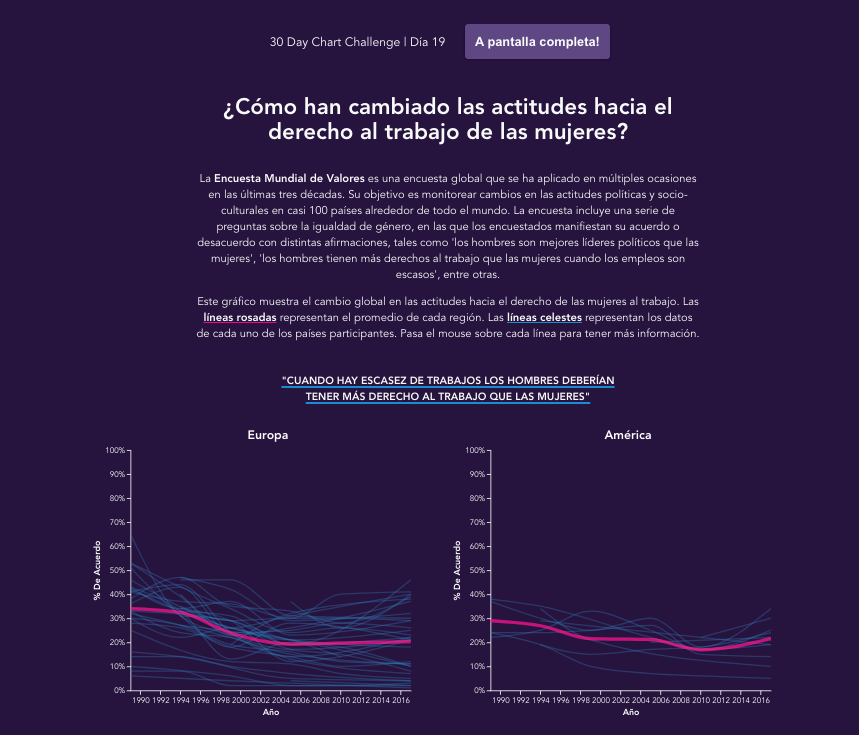 30 Day Chart Challenge | Día 19
A pantalla completa!
¿Cómo han cambiado las actitudes hacia el
derecho al trabajo de las mujeres?
La Encuesta Mundial de Valores es una encuesta global que se ha aplicado en múltiples ocasiones
en las últimas tres décadas. Su objetivo es monitorear cambios en las actitudes políticas y socio-
culturales en casi 100 países alrededor de todo el mundo. La encuesta incluye una serie de
preguntas sobre la igualdad de género, en las que los encuestados manifiestan su acuerdo o
desacuerdo con distintas afirmaciones, tales como 'los hombres son mejores líderes políticos que las
mujeres', 'los hombres tienen más derechos al trabajo que las mujeres cuando los empleos son
escasos', entre otras.
Este gráfico muestra el cambio global en las actitudes hacia el derecho de las mujeres al trabajo. Las
líneas rosadas representan el promedio de cada región. Las líneas celestes representan los datos
de cada uno de los países participantes. Pasa el mouse sobre cada línea para tener más información.
"CUANDO HAY ESCASEZ DE TRABAJOS LOS HOMBRES DEBERÍAN
TENER MÁS DERECHO AL TRABAJO QUE LAS MUJERES"
Europa
100%
90%
80%
70%
60%
50%
40%
30%
20%
10%
0%
% De Acuerdo
1990 1992 1994 1996 1998 2000 2002 2004 2006 2008 2010 2012 2014 2016
Año
América
100%
90%
80%
70%
60%
50%
40%
30%
20%
10%
0%
% De Acuerdo
1990 1992 1994 1996 1998 2000 2002 2004 2006 2008 2010 2012 2014 2016
Año